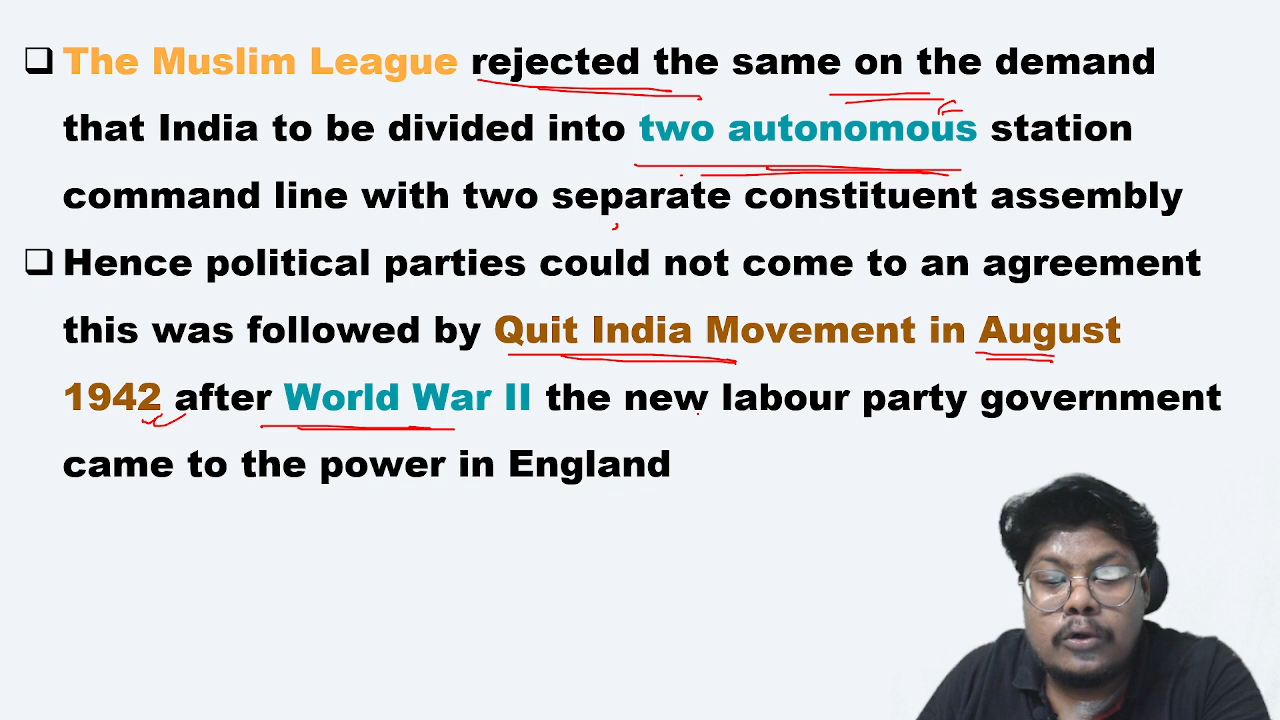 The Muslim League rejected the same on the demand
that India to be divided into two autonomous station
command line with two separate constituent assembly
Hence political parties could not come to an agreement
this was followed by Quit India Movement in August
1942 after World War II the new labour party government
came to the power in England